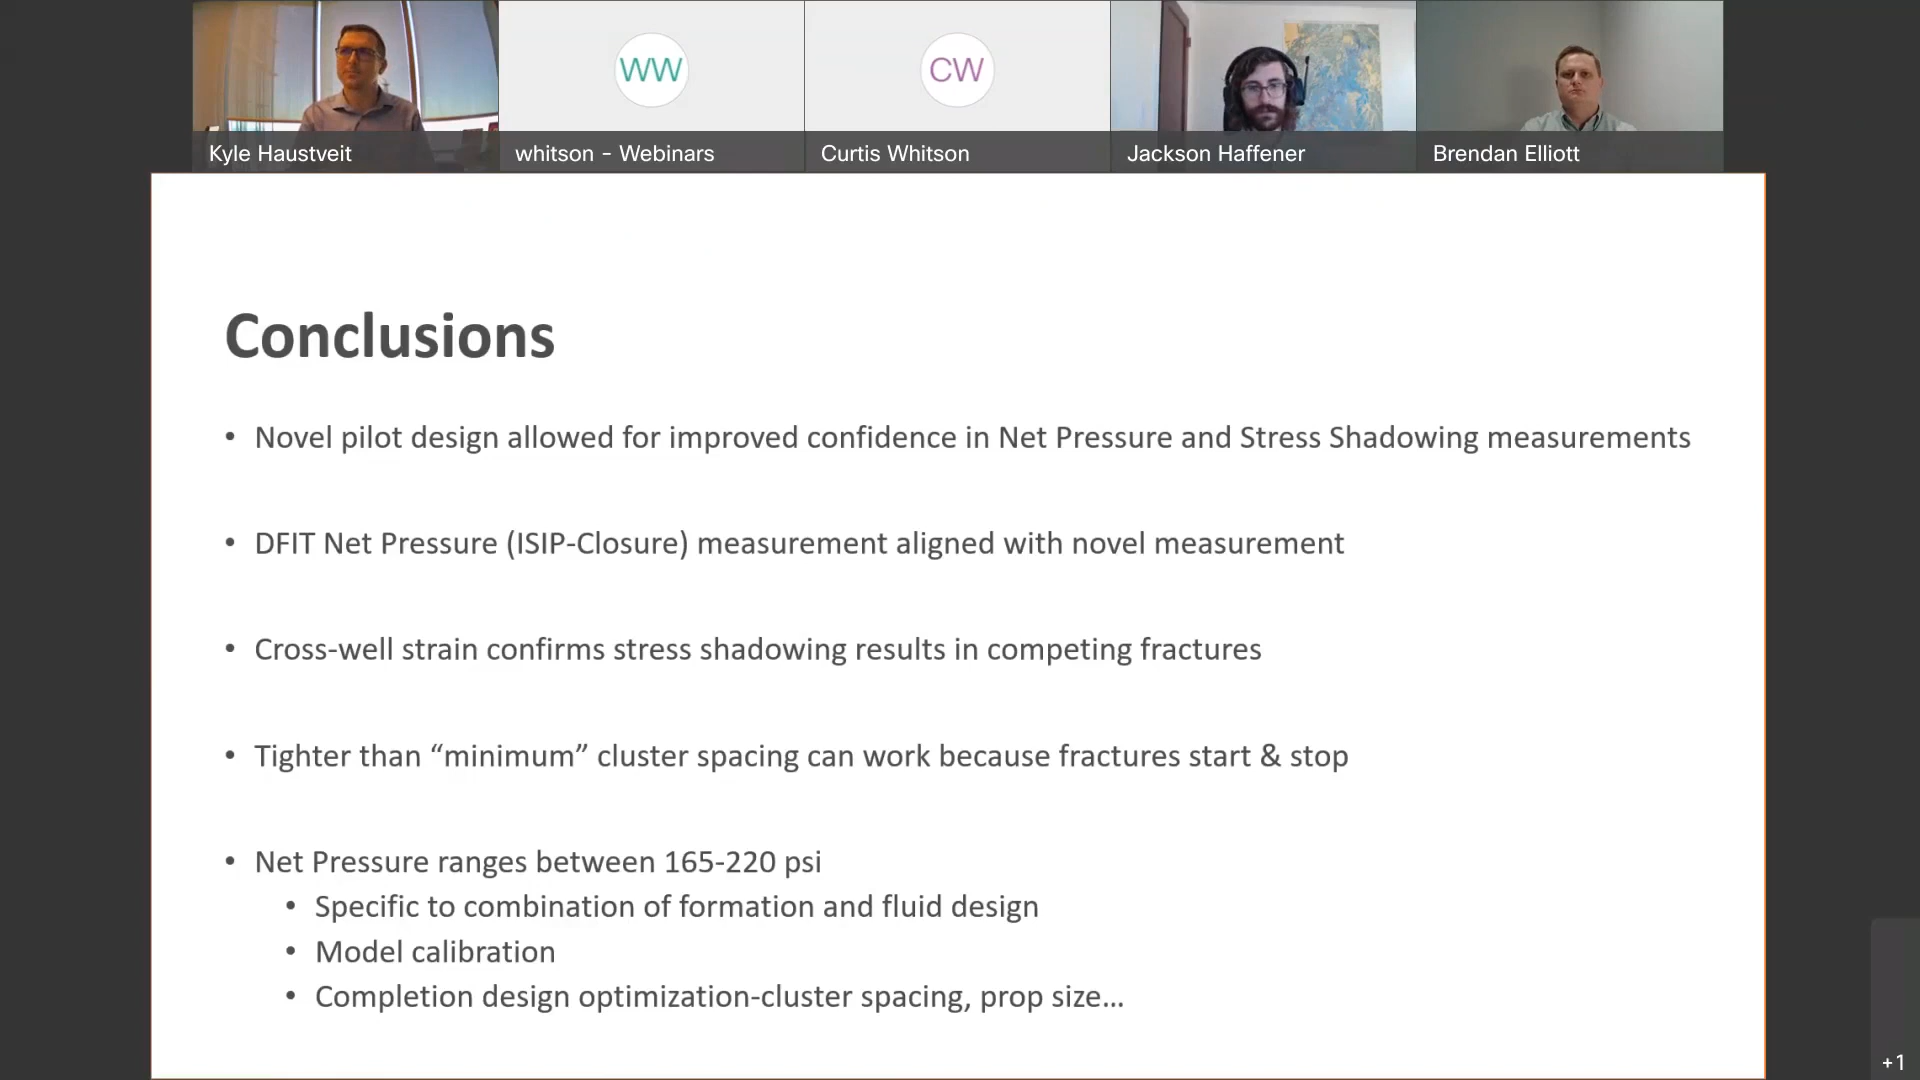 WW
CW
Kyle Haustveit
whitson - Webinars
Curtis Whitson
Jackson Haffener
Brendan Elliott
Conclusions
• Novel pilot design allowed for improved confidence in Net Pressure and Stress Shadowing measurements
• DFIT Net Pressure (ISIP-Closure) measurement aligned with novel measurement
• Cross-well strain confirms stress shadowing results in competing fractures
• Tighter than “minimum” cluster spacing can work because fractures start & stop
• Net Pressure ranges between 165-220 psi
• Specific to combination of formation and fluid design
• Model calibration
• Completion design optimization-cluster spacing, prop size…
+1